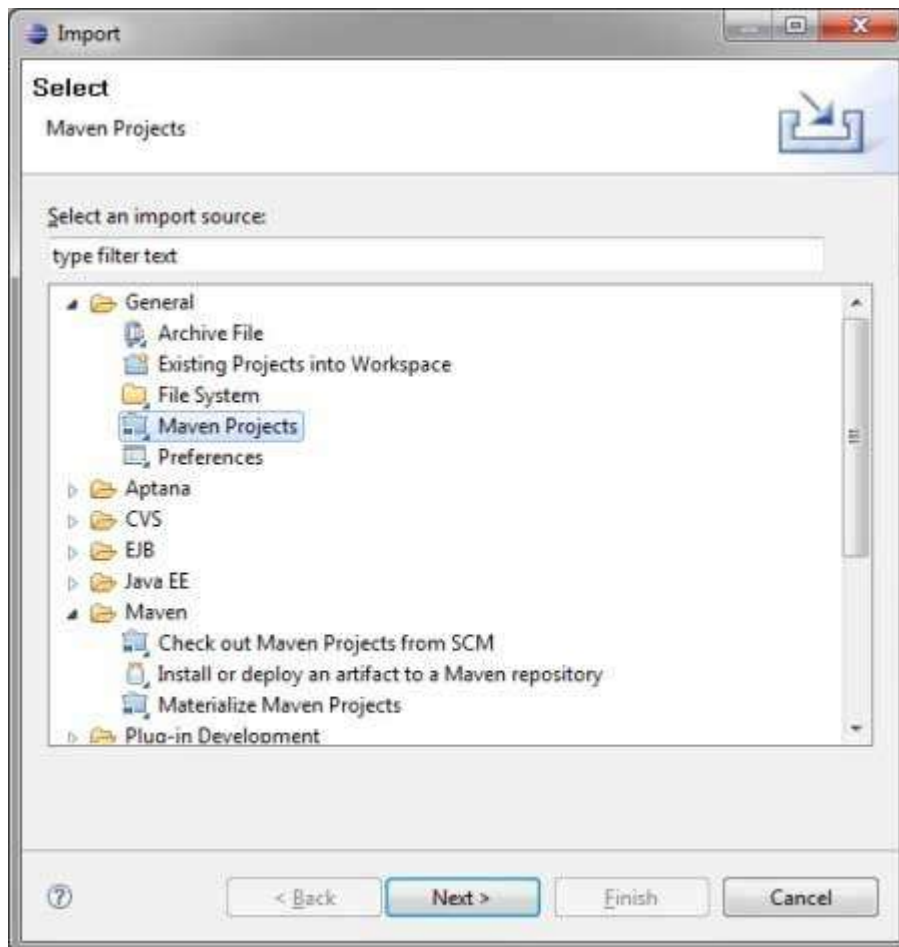 Import
Select
Maven Projects
Select an import source:
type filter text
General
Archive File
Existing Projects into Workspace
File System
Maven Projects
Preferences
Aptana
CVS
EJB
Java EE
Maven
Check out Maven Projects from SCM
Install or deploy an artifact to a Maven repository
Materialize Maven Projects
Plug-in Development
? < Back Next > Finish Cancel